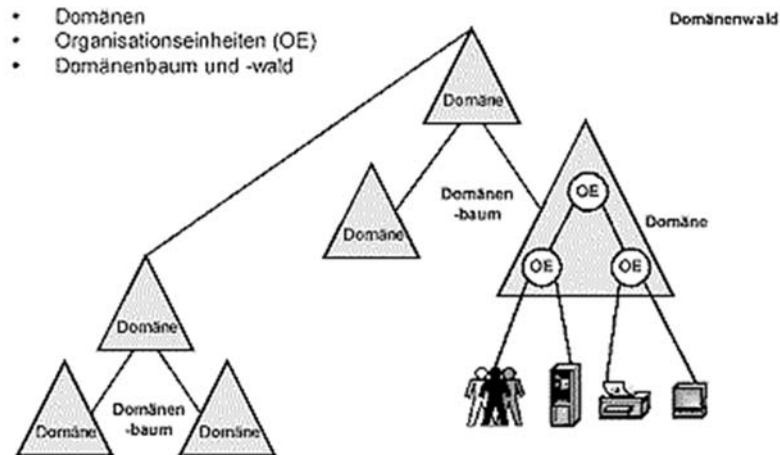 • Domänen
• Organisationseinheiten (OE)
• Domänenbaum und -wald
Domänenwald
Domäne
Domäne
Domänen
-baum
OE
Domäne
OE
OE
Domäne
Domäne
Domänen
-baum
Domäne